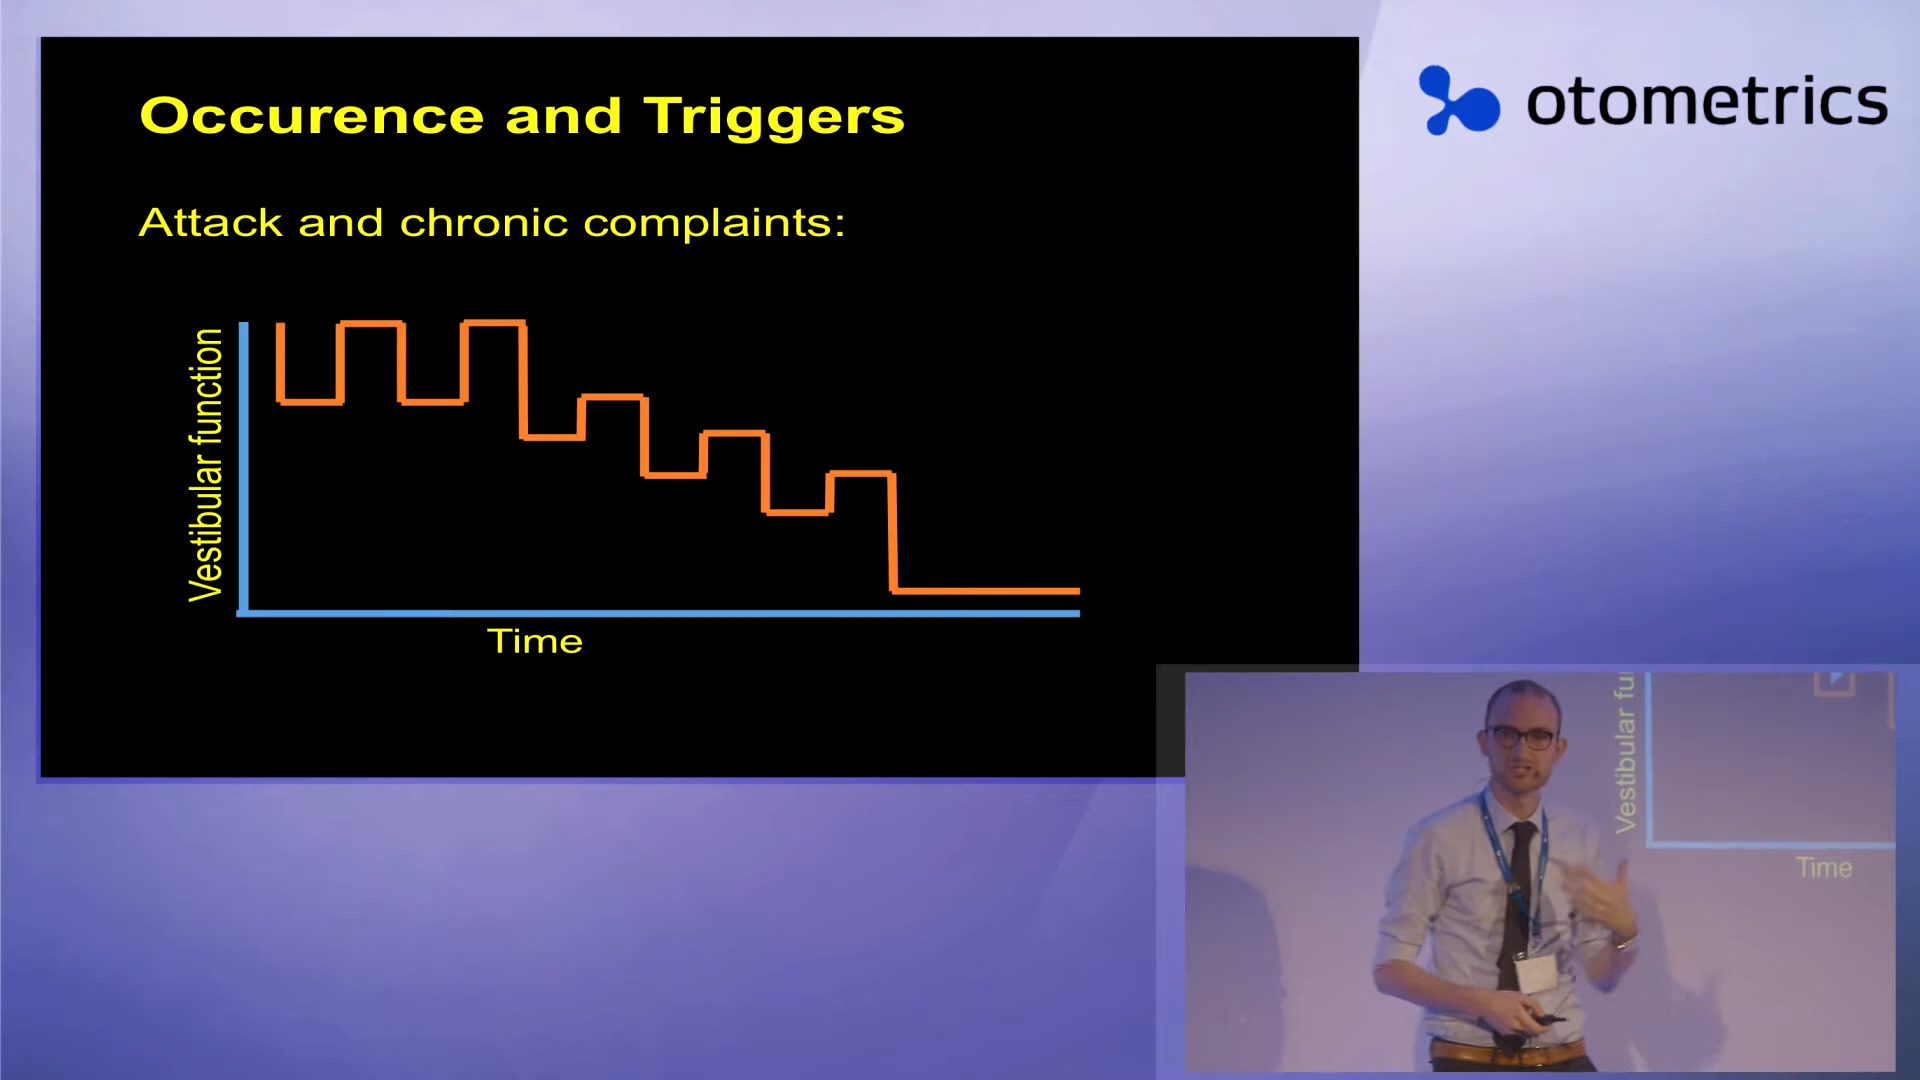 Occurence and Triggers
otometrics
Attack and chronic complaints:
Vestibular function
Time
Vestibular fu
Time